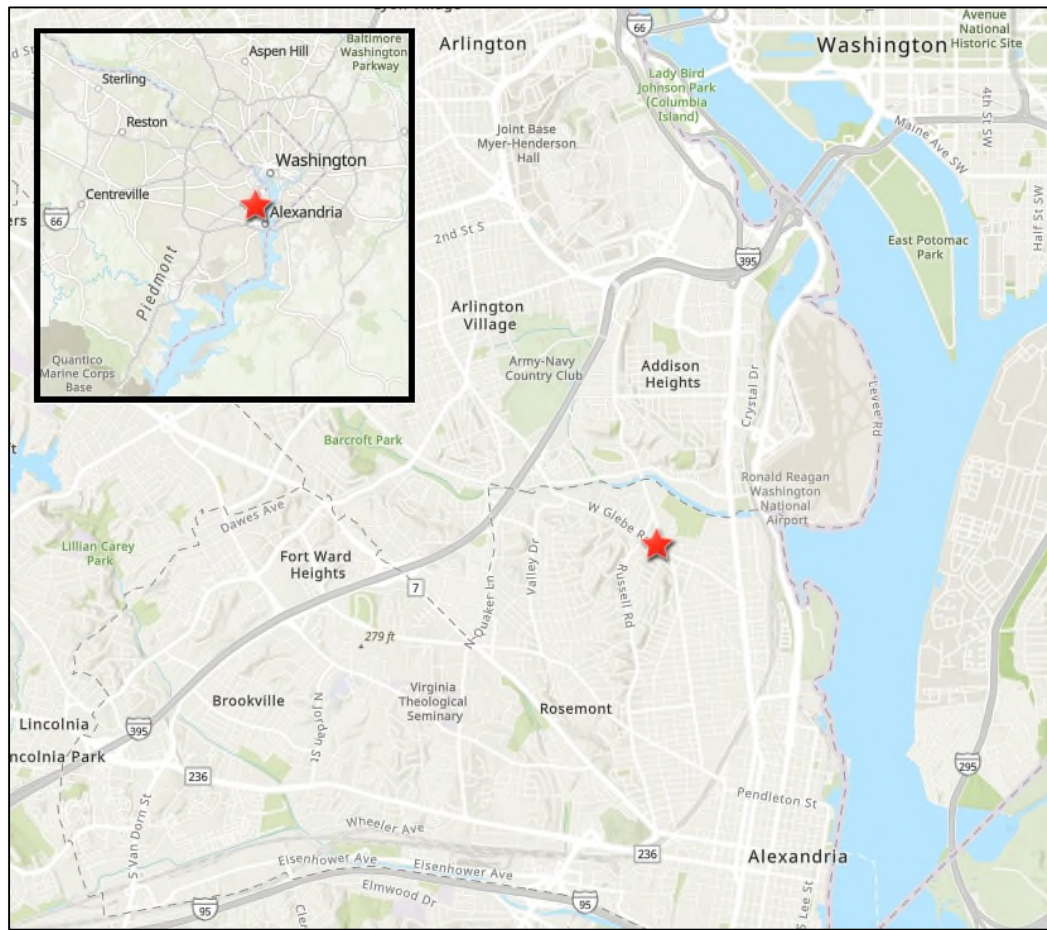 Arlington
66
Washington
Avenue
National
Historic Site
Lady Bird
Johnson Park
(Columbia
Island)
4th St SW
Maine Ave SW
Half St SW
Joint Base
Myer-Henderson
Hall
2nd St S
395
East Potomac
Park
Arlington
Village
Army-Navy
Country Club
Addison
Heights
Crystal Dr
Levee Rd
Barcroft Park
Ronald Reagan
Washington
National
Airport
Dawes Ave
W Glebe
Lillian Carey
Park
Fort Ward
Heights
7
N Quaker Ln
Valley Dr
Russell Rd
279 ft
Virginia
Theological
Seminary
Brookville
N Jordan St
Rosemont
Lincolnia
395
ncolnia Park
236
295
Pendleton St
S Van Dorn St
Wheeler Ave
236
Alexandria
Eisenhower Ave
Eisenhower Ave
S Lee St
Elmwood Dr
95
95
Cle
ers
ft
Baltimore
Washington
Parkway
Aspen Hill
Sterling
Reston
Washington
Centreville
66
Alexandria
Piedmont
Quantico
Marine Corps
Base